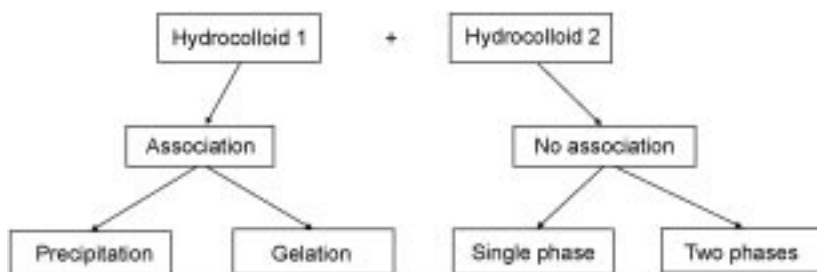 Hydrocolloid 1 + Hydrocolloid 2
Association No association
Precipitation Gelation Single phase Two phases